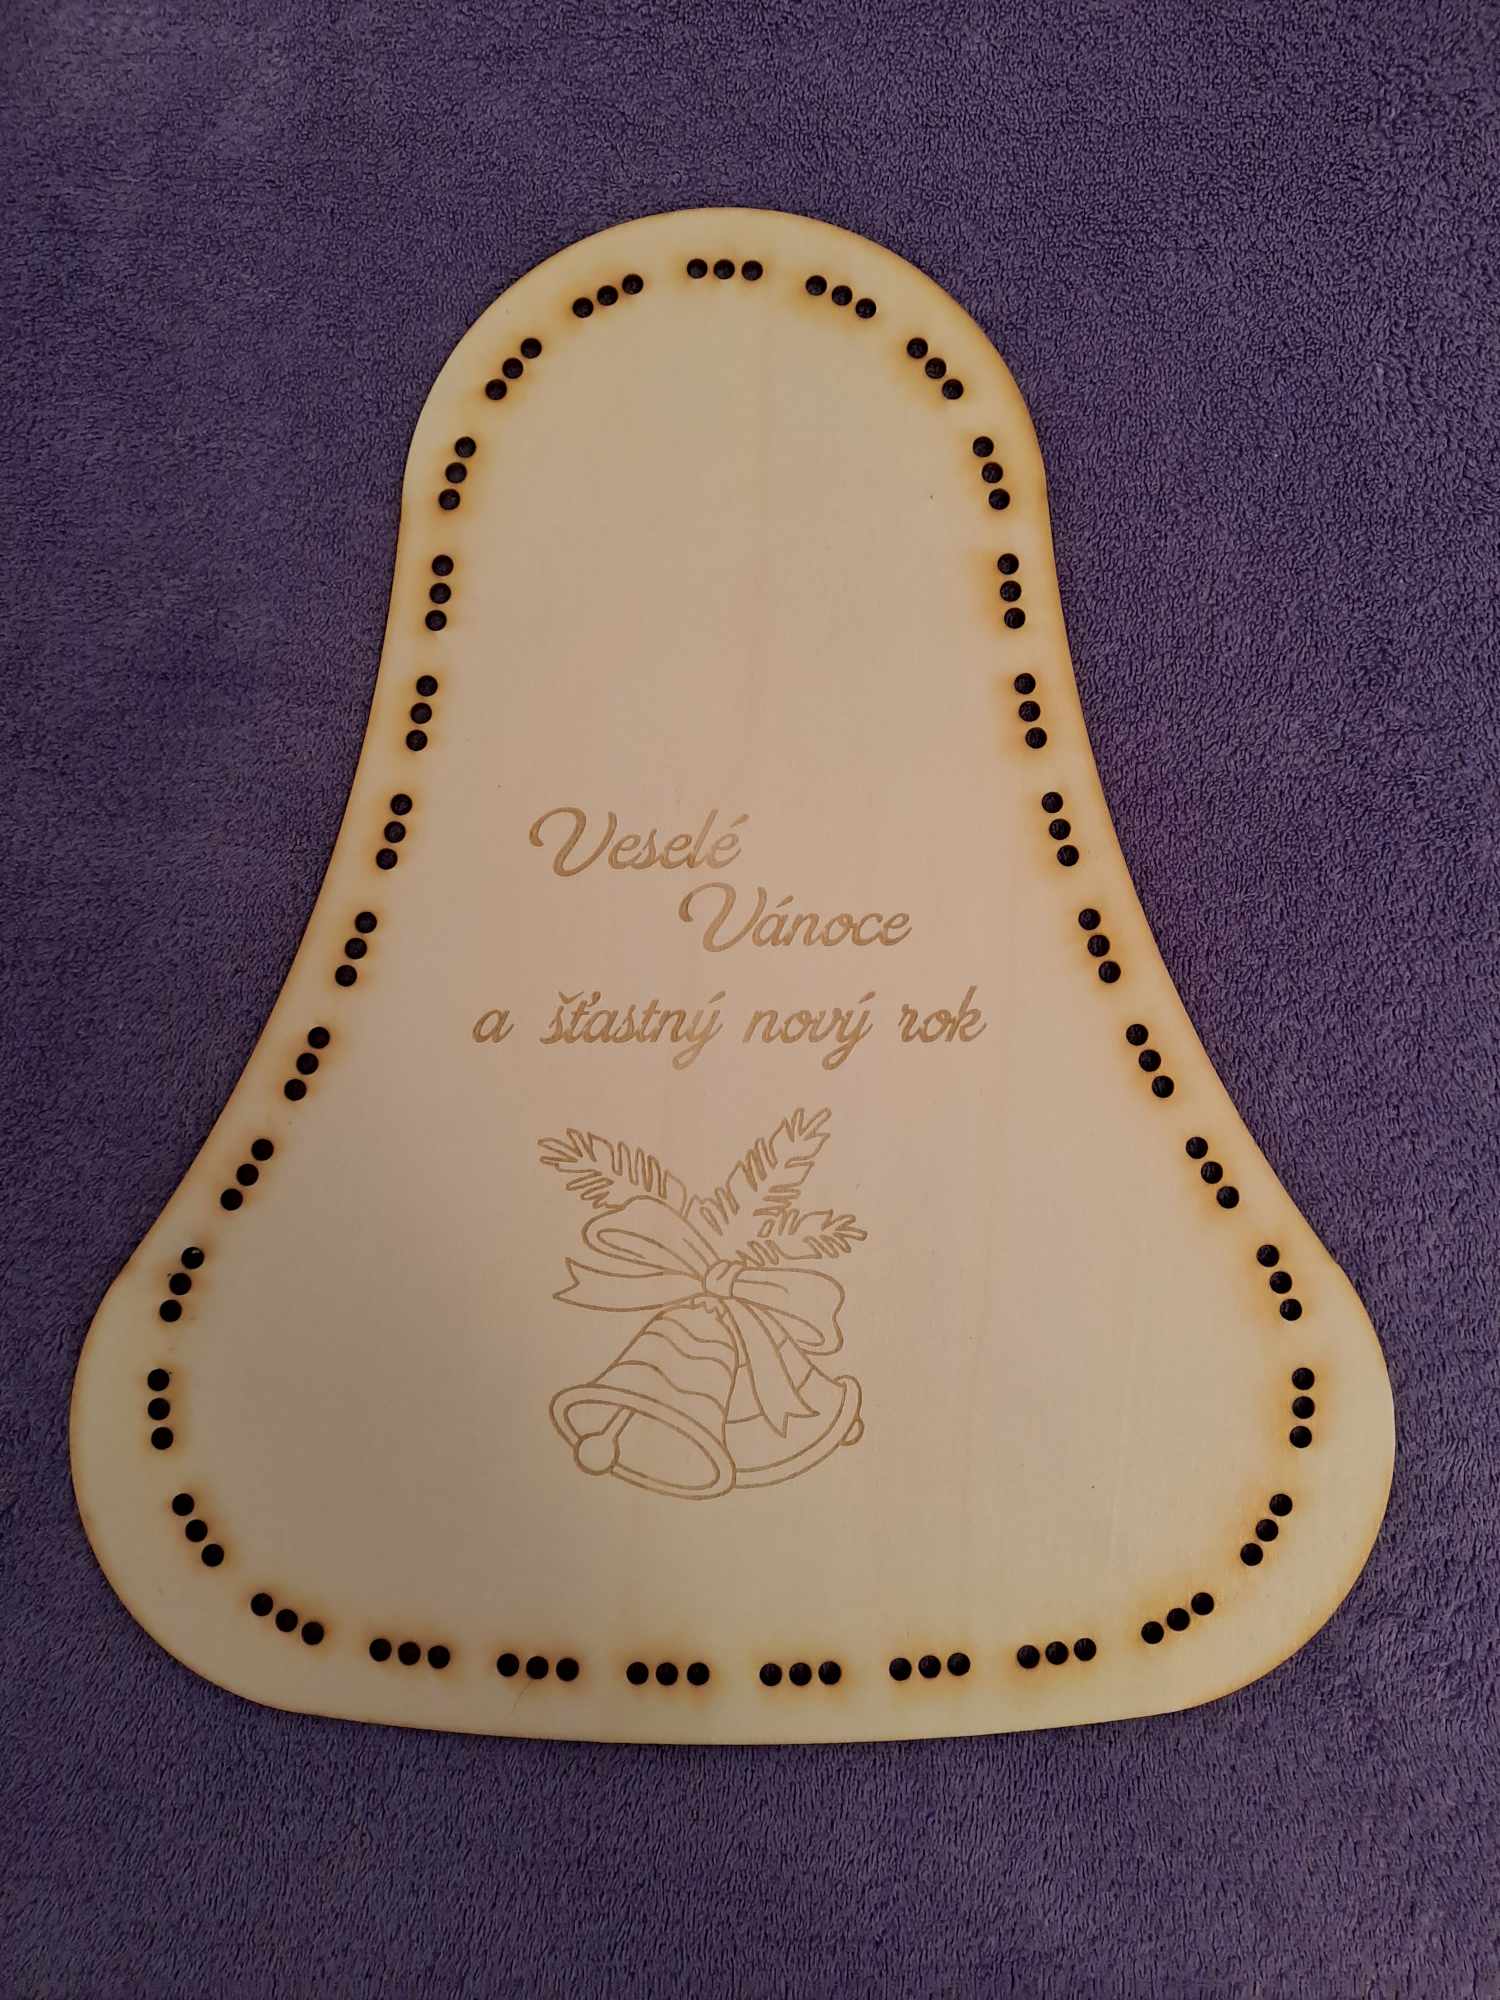 Veselé
Vánoce
a šťastný nový rok